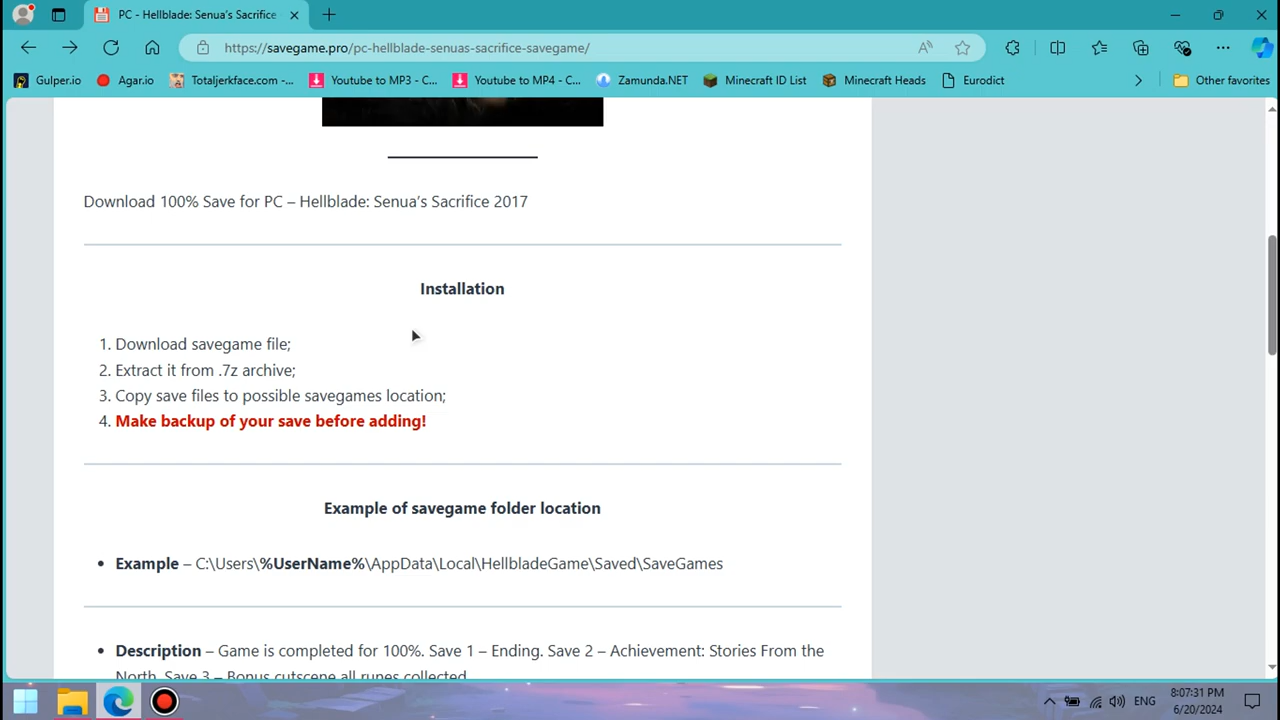 PC - Hellblade: Senua's Sacrifice
https://savegame.pro/pc-hellblade-senuas-sacrifice-savegame/
Gulper.io
Agar.io
Totaljerkface.com -...
Youtube to MP3 - C...
Youtube to MP4 - C...
Zamunda.NET
Minecraft ID List
Minecraft Heads
Eurodict
Other favorites
Download 100% Save for PC – Hellblade: Senua's Sacrifice 2017
Installation
1. Download savegame file;
2. Extract it from .7z archive;
3. Copy save files to possible savegames location;
4. Make backup of your save before adding!
Example of savegame folder location
• Example – C:\Users\%UserName%\AppData\Local\HellbladeGame\Saved\SaveGames
• Description – Game is completed for 100%. Save 1 – Ending. Save 2 – Achievement: Stories From the
North. Save 3 – Bonus cutscene all runes collected.
ENG
8:07:31 PM
6/20/2024